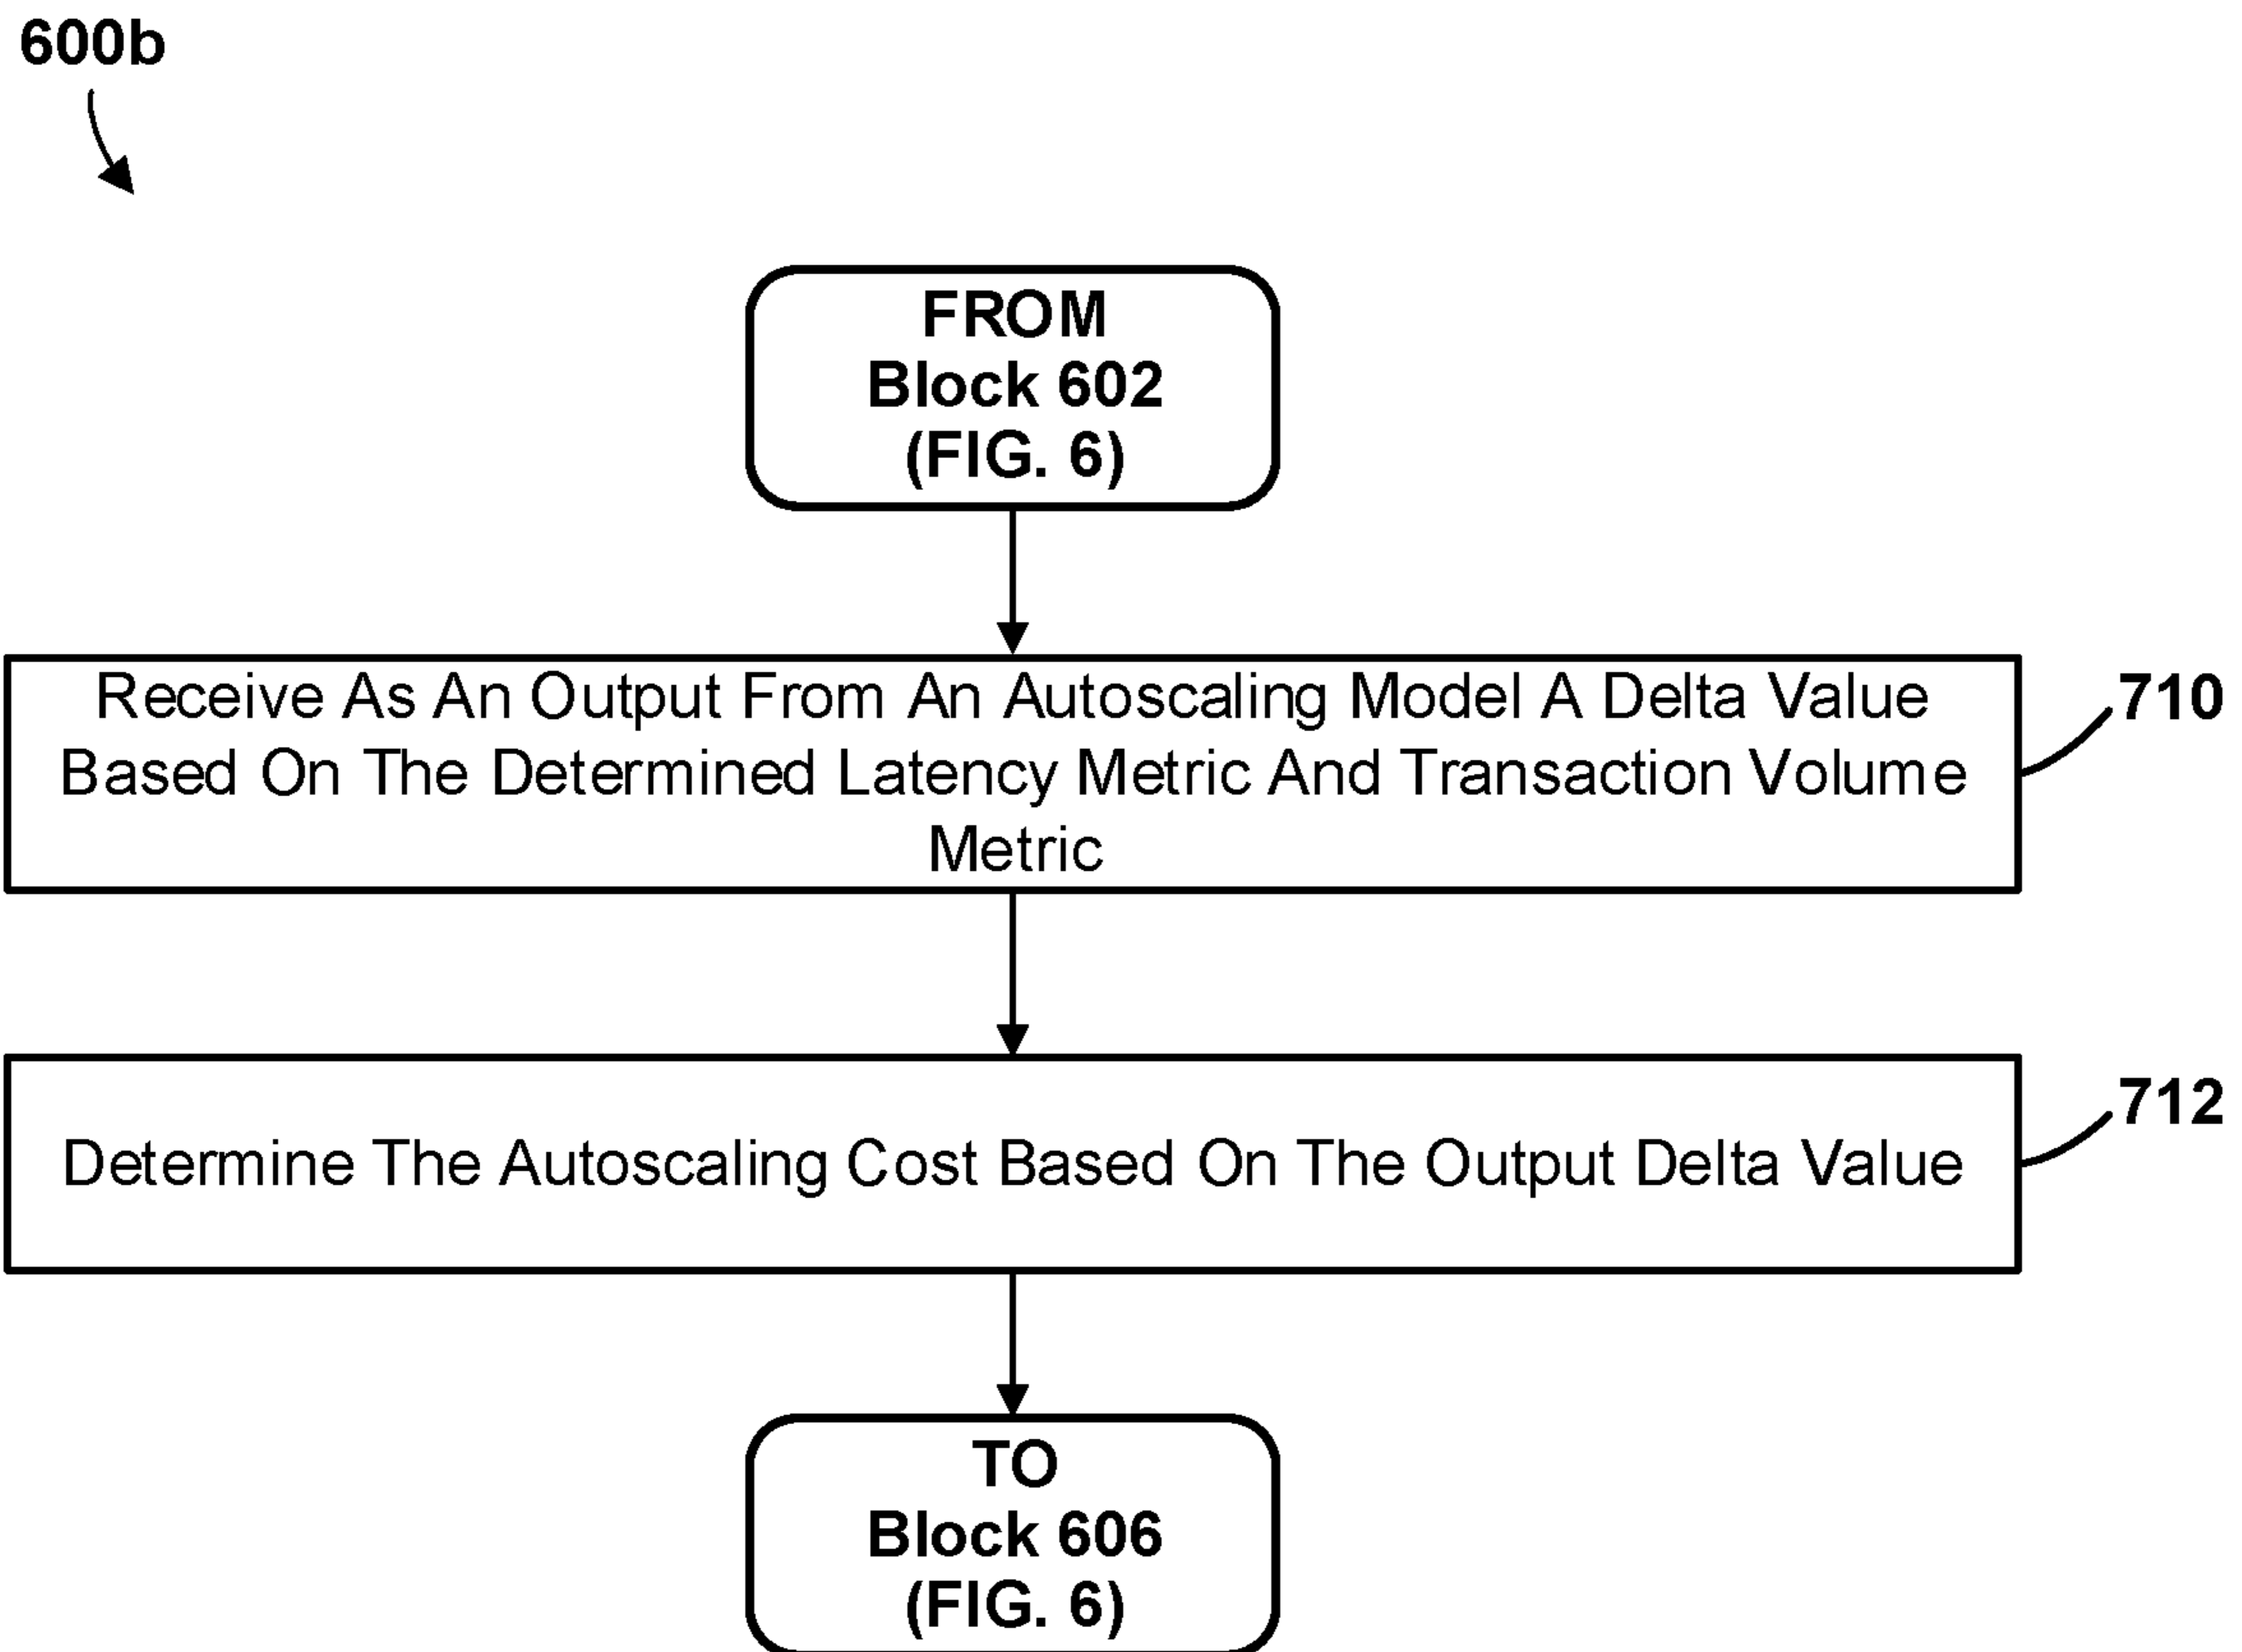 600b
FROM
Block 602
(FIG. 6)
Receive As An Output From An Autoscaling Model A Delta Value
Based On The Determined Latency Metric And Transaction Volume
Metric
710
Determine The Autoscaling Cost Based On The Output Delta Value
712
TO
Block 606
(FIG. 6)